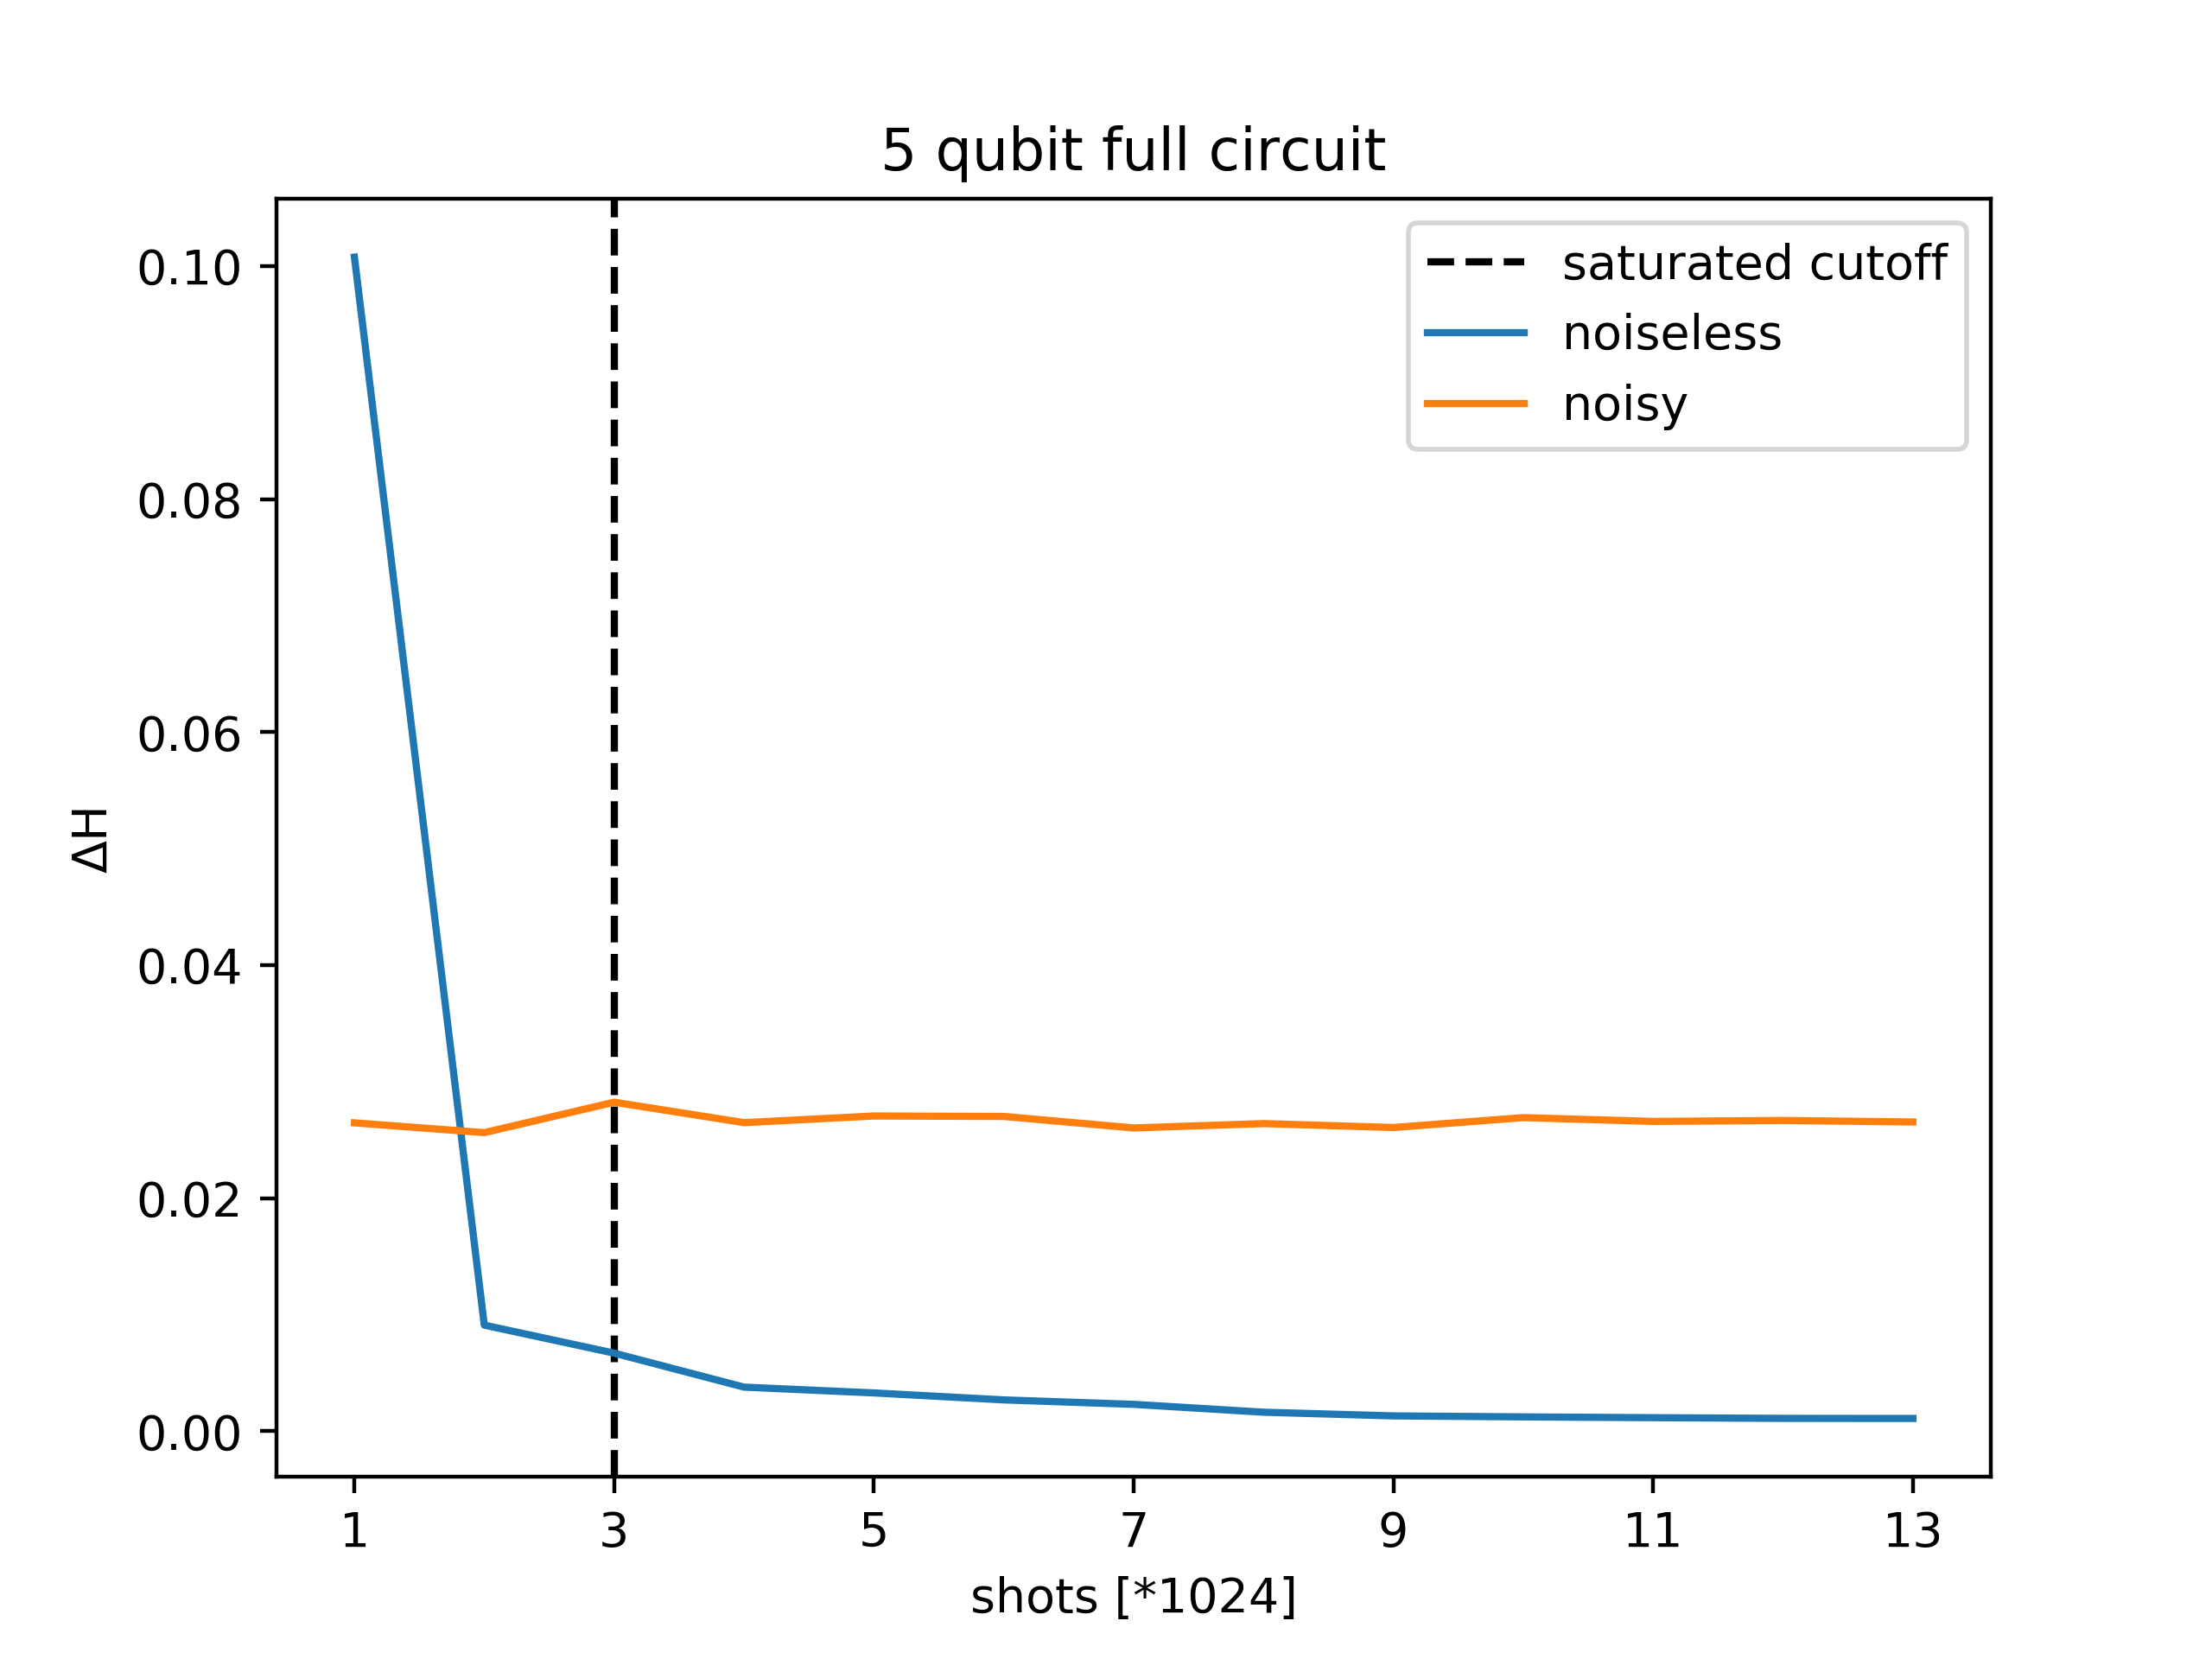 5 qubit full circuit
saturated cutoff
noiseless
noisy
0.10
0.08
0.06
0.04
0.02
0.00
ΔH
1 3 5 7 9 11 13
shots [*1024]